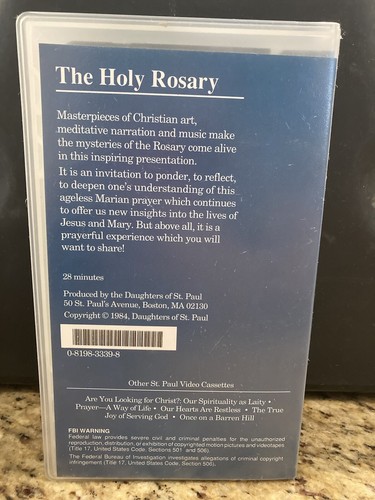 The Holy Rosary
Masterpieces of Christian art,
meditative narration and music make
the mysteries of the Rosary come alive
in this inspiring presentation.
It is an invitation to ponder, to reflect,
to deepen one's understanding of this
ageless Marian prayer which continues
to offer us new insights into the lives of
Jesus and Mary. But above all, it is a
prayerful experience which you will
want to share!
28 minutes
Produced by the Daughters of St. Paul
50 St. Paul's Avenue, Boston, MA 02130
Copyright © 1984, Daughters of St. Paul
0-8198-3339-8
Other St. Paul Video Cassettes
Are You Looking for Christ?: Our Spirituality as Laity •
Prayer—A Way of Life • Our Hearts Are Restless • The True
Joy of Serving God • Once on a Barren Hill
FBI WARNING
Federal law provides severe civil and criminal penalties for the unauthorized
reproduction, distribution, or exhibition of copyrighted motion pictures and videotapes.
(Title 17, United States Code, Sections 501 and 506).
The Federal Bureau of Investigation investigates allegations of criminal copyright
infringement (Title 17, United States Code, Section 506).